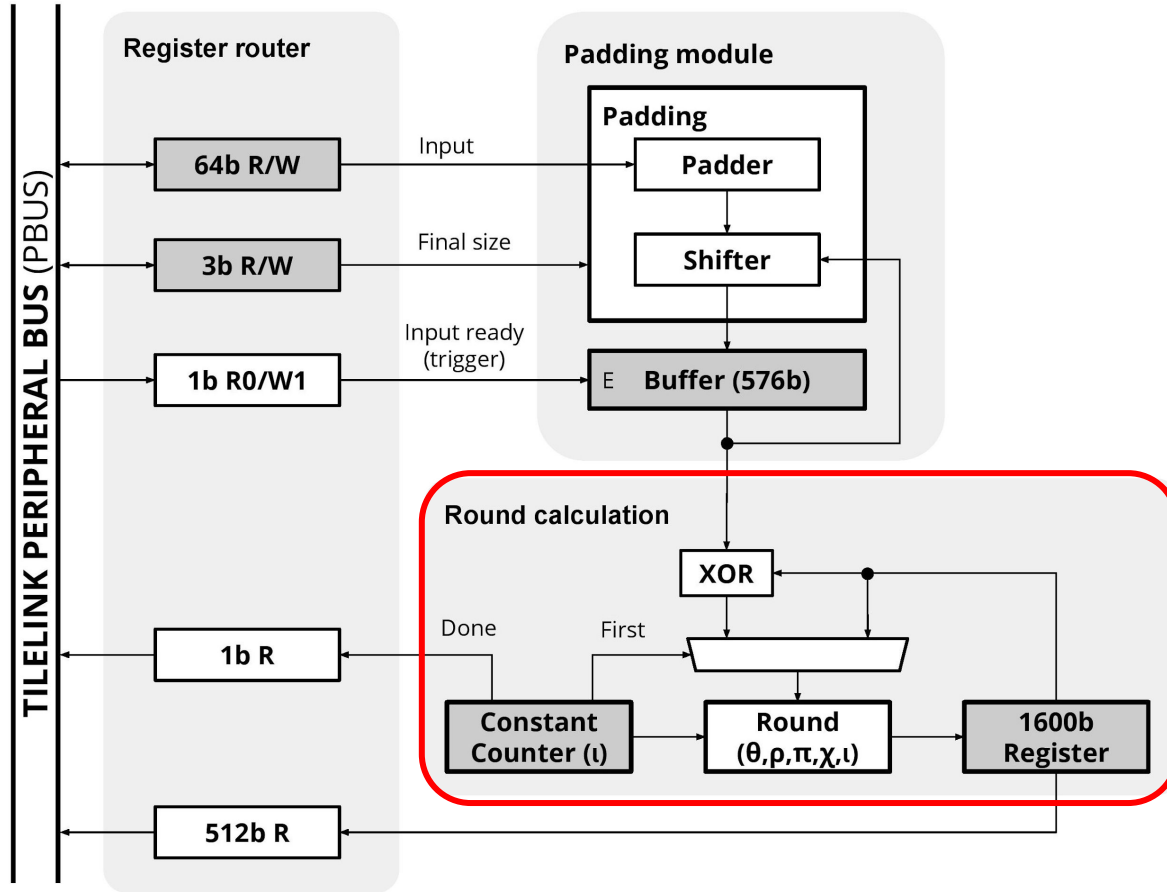 TILELINK PERIPHERAL BUS (PBUS)
Register router
64b R/W
3b R/W
1b R0/W1
1b R
512b R
Input
Final size
Input ready
(trigger)
Padding module
Padding
Padder
Shifter
E
Buffer (576b)
Round calculation
XOR
Done
First
Constant
Counter (ι)
Round
(θ,ρ,π,χ,ι)
1600b
Register